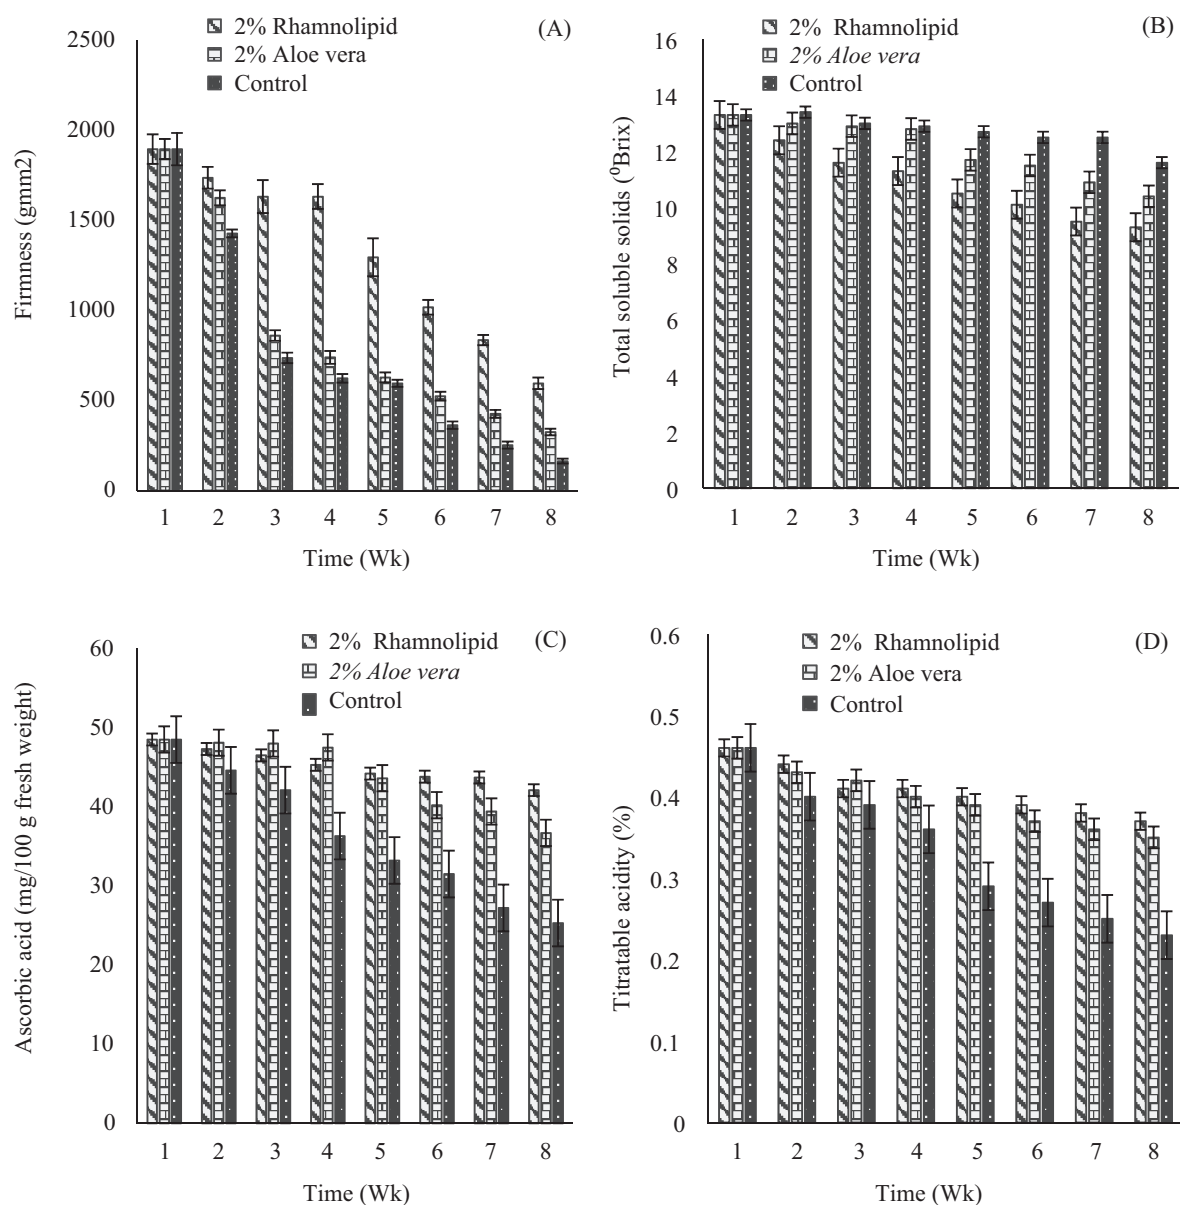 (A)
2% Rhamnolipid
2% Aloe vera
Control
2500
2000
1500
1000
500
0
Firmness (gmm2)
1 2 3 4 5 6 7 8
Time (Wk)
(B)
2% Rhamnolipid
2% Aloe vera
Control
16
14
12
10
8
6
4
2
0
Total soluble solids (⁰Brix)
1 2 3 4 5 6 7 8
Time (Wk)
(C)
2% Rhamnolipid
2% Aloe vera
Control
60
50
40
30
20
10
0
Ascorbic acid (mg/100 g fresh weight)
1 2 3 4 5 6 7 8
Time (Wk)
(D)
2% Rhamnolipid
2% Aloe vera
Control
0.6
0.5
0.4
0.3
0.2
0.1
0
Titratable acidity (%)
1 2 3 4 5 6 7 8
Time (Wk)